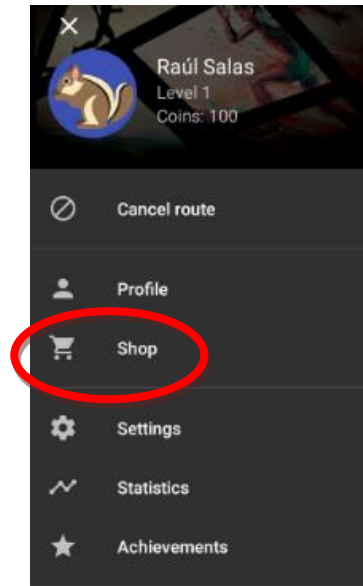 Raúl Salas
Level 1
Coins: 100
Cancel route
Profile
Shop
Settings
Statistics
Achievements